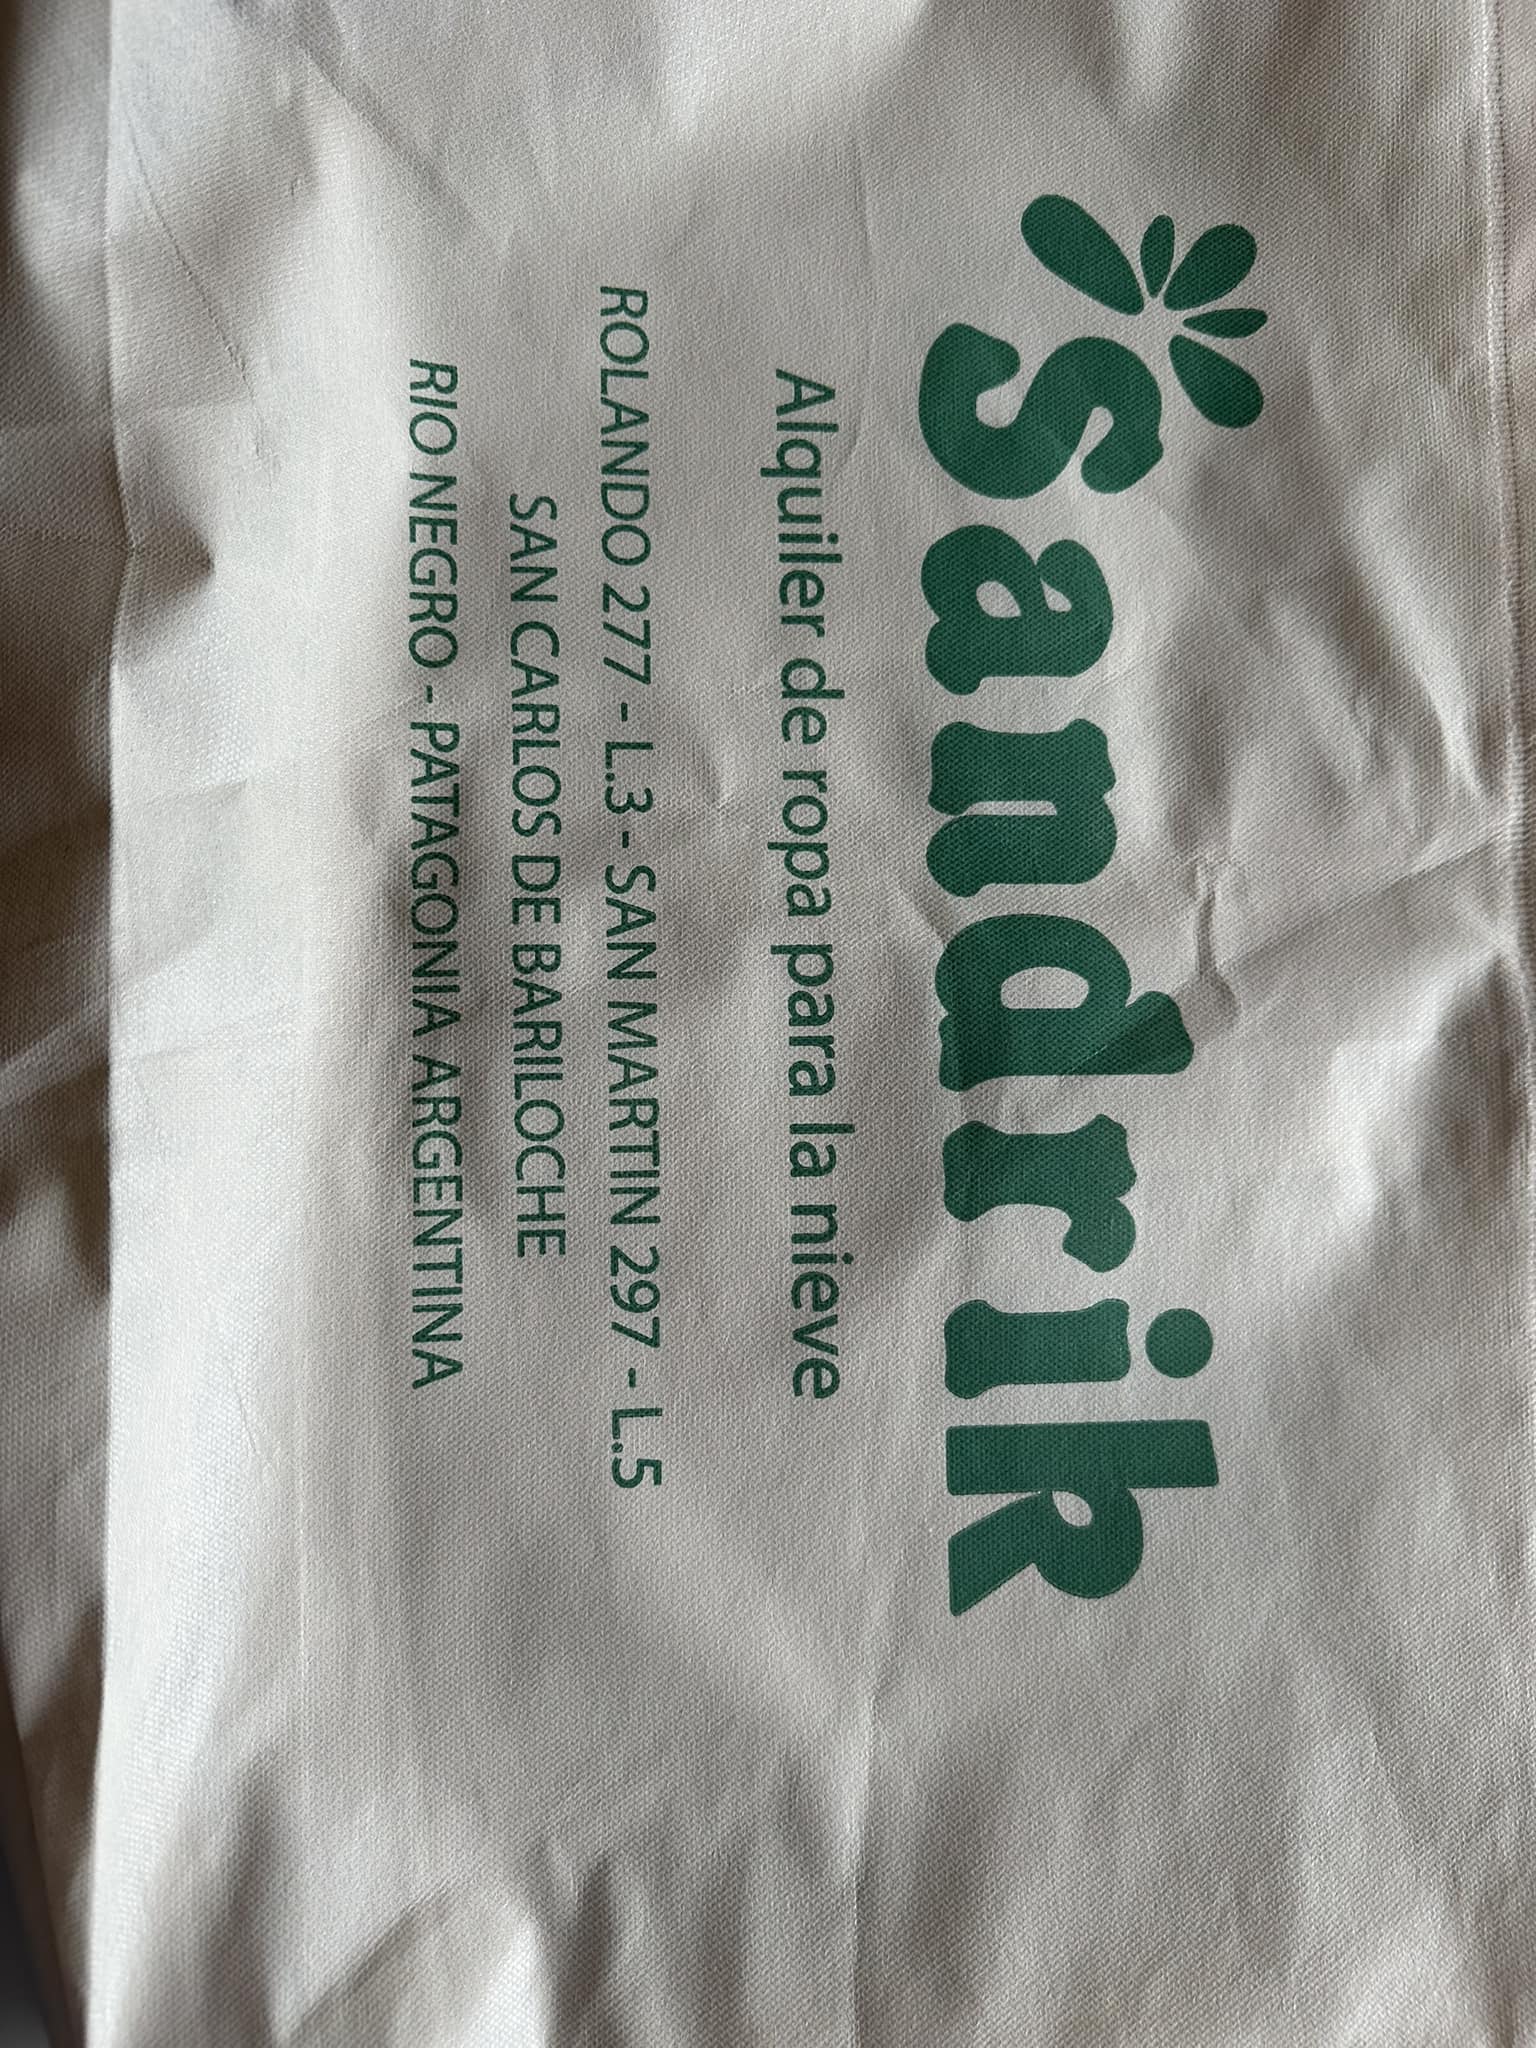 Sandrik
Alquiler de ropa para la nieve
ROLANDO 277 - L.3 - SAN MARTIN 297 - L.5
SAN CARLOS DE BARILOCHE
RIO NEGRO - PATAGONIA ARGENTINA